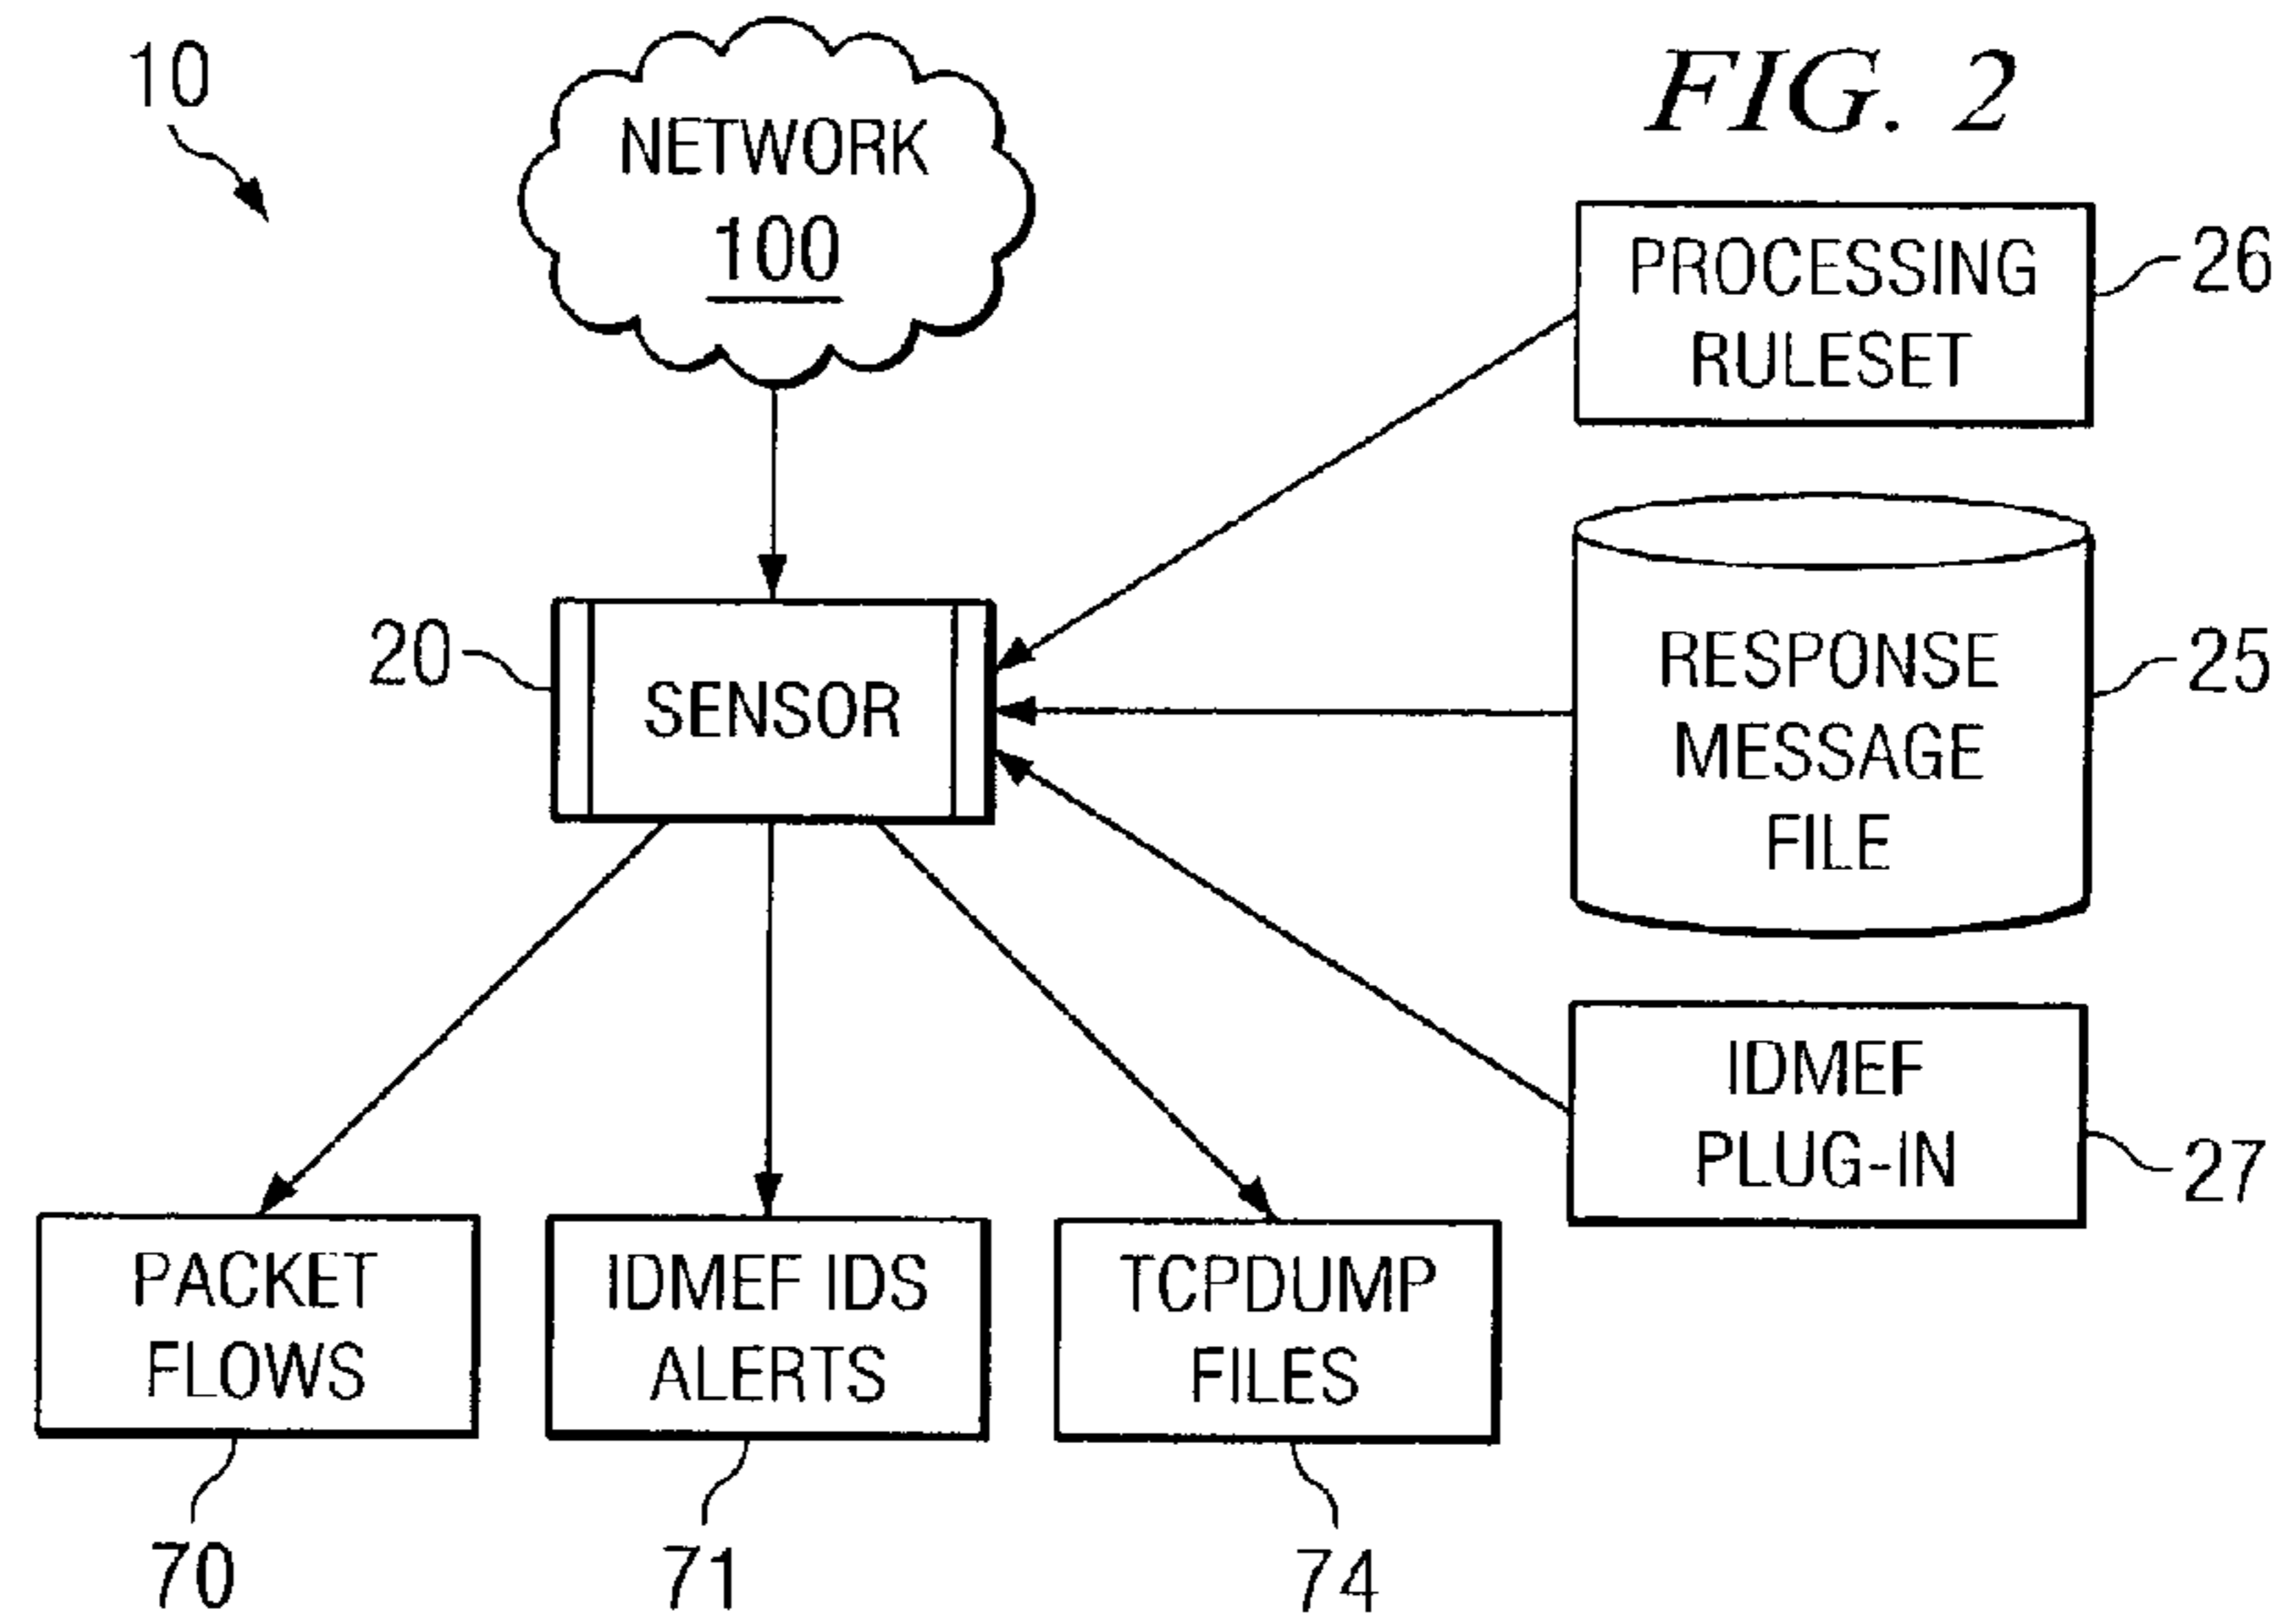 10
FIG. 2
NETWORK
100
PROCESSING
RULESET
26
20
SENSOR
RESPONSE
MESSAGE
FILE
25
IDMEF
PLUG-IN
27
PACKET
FLOWS
IDMEF IDS
ALERTS
TCPDUMP
FILES
70
71
74